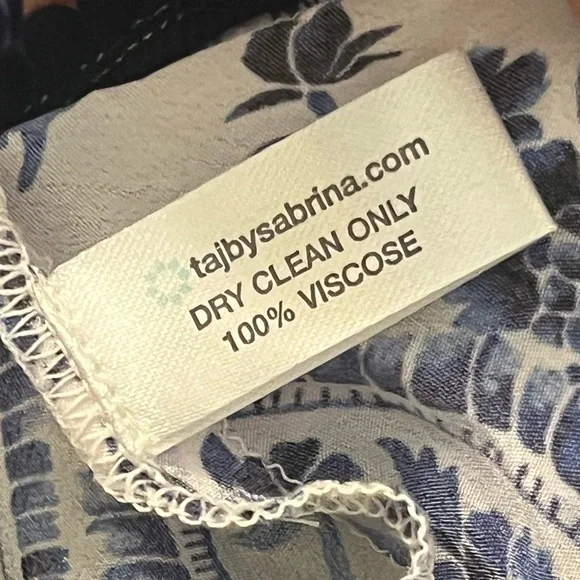 tajbysabrina.com
DRY CLEAN ONLY
100% VISCOSE